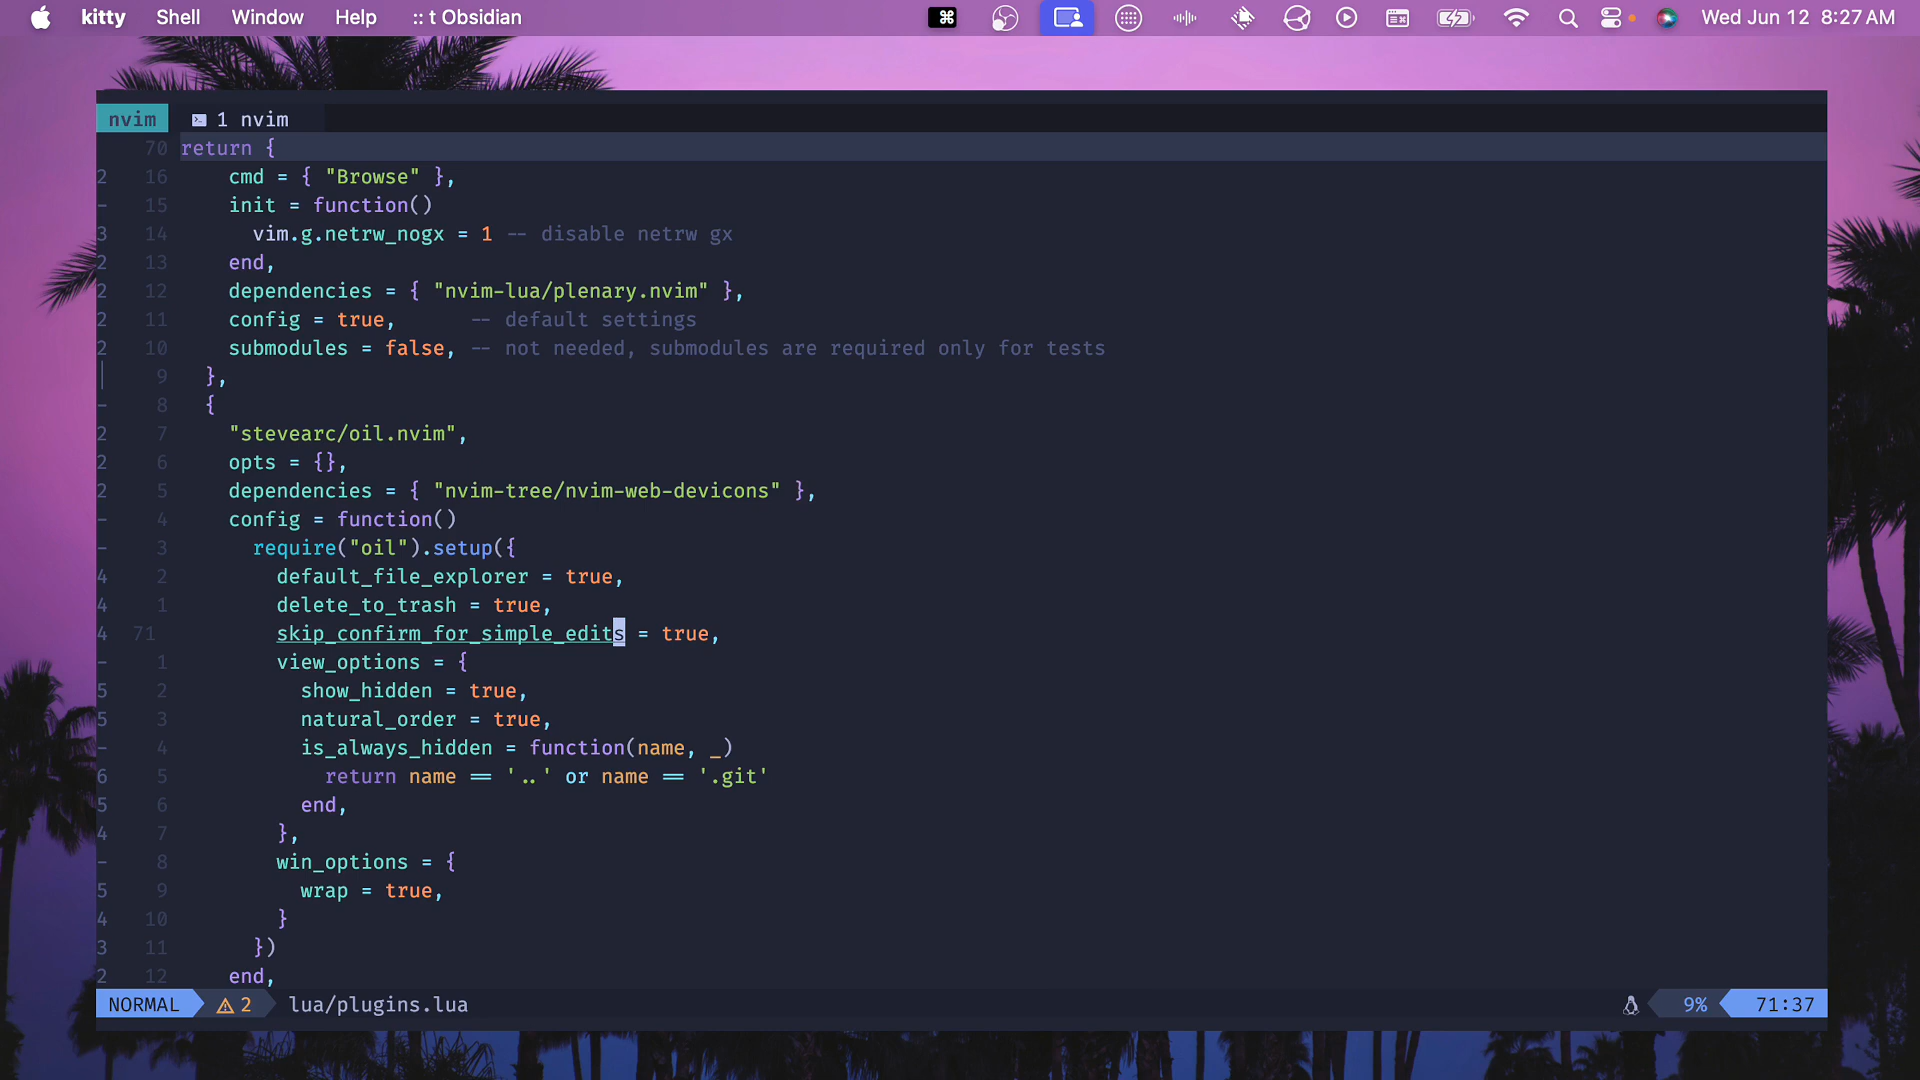 kitty Shell Window Help :: t Obsidian Wed Jun 12 8:27 AM
nvim 1 nvim
70 return {
2 16 cmd = { "Browse" },
- 15 init = function()
3 14 vim.g.netrw_nogx = 1 -- disable netrw gx
2 13 end,
2 12 dependencies = { "nvim-lua/plenary.nvim" },
2 11 config = true, -- default settings
2 10 submodules = false, -- not needed, submodules are required only for tests
│ 9 },
- 8 {
2 7 "stevearc/oil.nvim",
2 6 opts = {},
2 5 dependencies = { "nvim-tree/nvim-web-devicons" },
- 4 config = function()
- 3 require("oil").setup({
4 2 default_file_explorer = true,
4 1 delete_to_trash = true,
4 71 skip_confirm_for_simple_edits = true,
- 1 view_options = {
5 2 show_hidden = true,
5 3 natural_order = true,
- 4 is_always_hidden = function(name, _)
6 5 return name == '..' or name == '.git'
5 6 end,
4 7 },
- 8 win_options = {
5 9 wrap = true,
4 10 }
3 11 })
2 12 end,
NORMAL ⚠ 2 lua/plugins.lua 9% 71:37